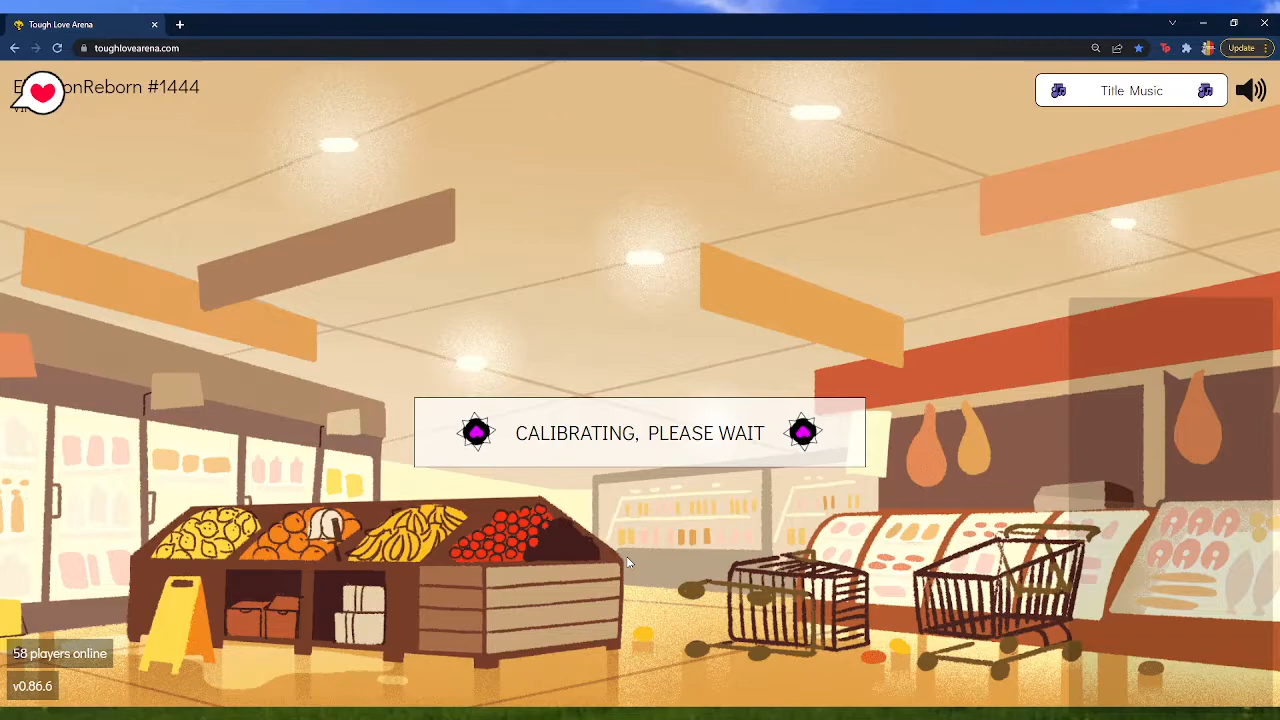 Tough Love Arena
toughlovearena.com
Update
onReborn #1444
Title Music
CALIBRATING, PLEASE WAIT
58 players online
v0.86.6